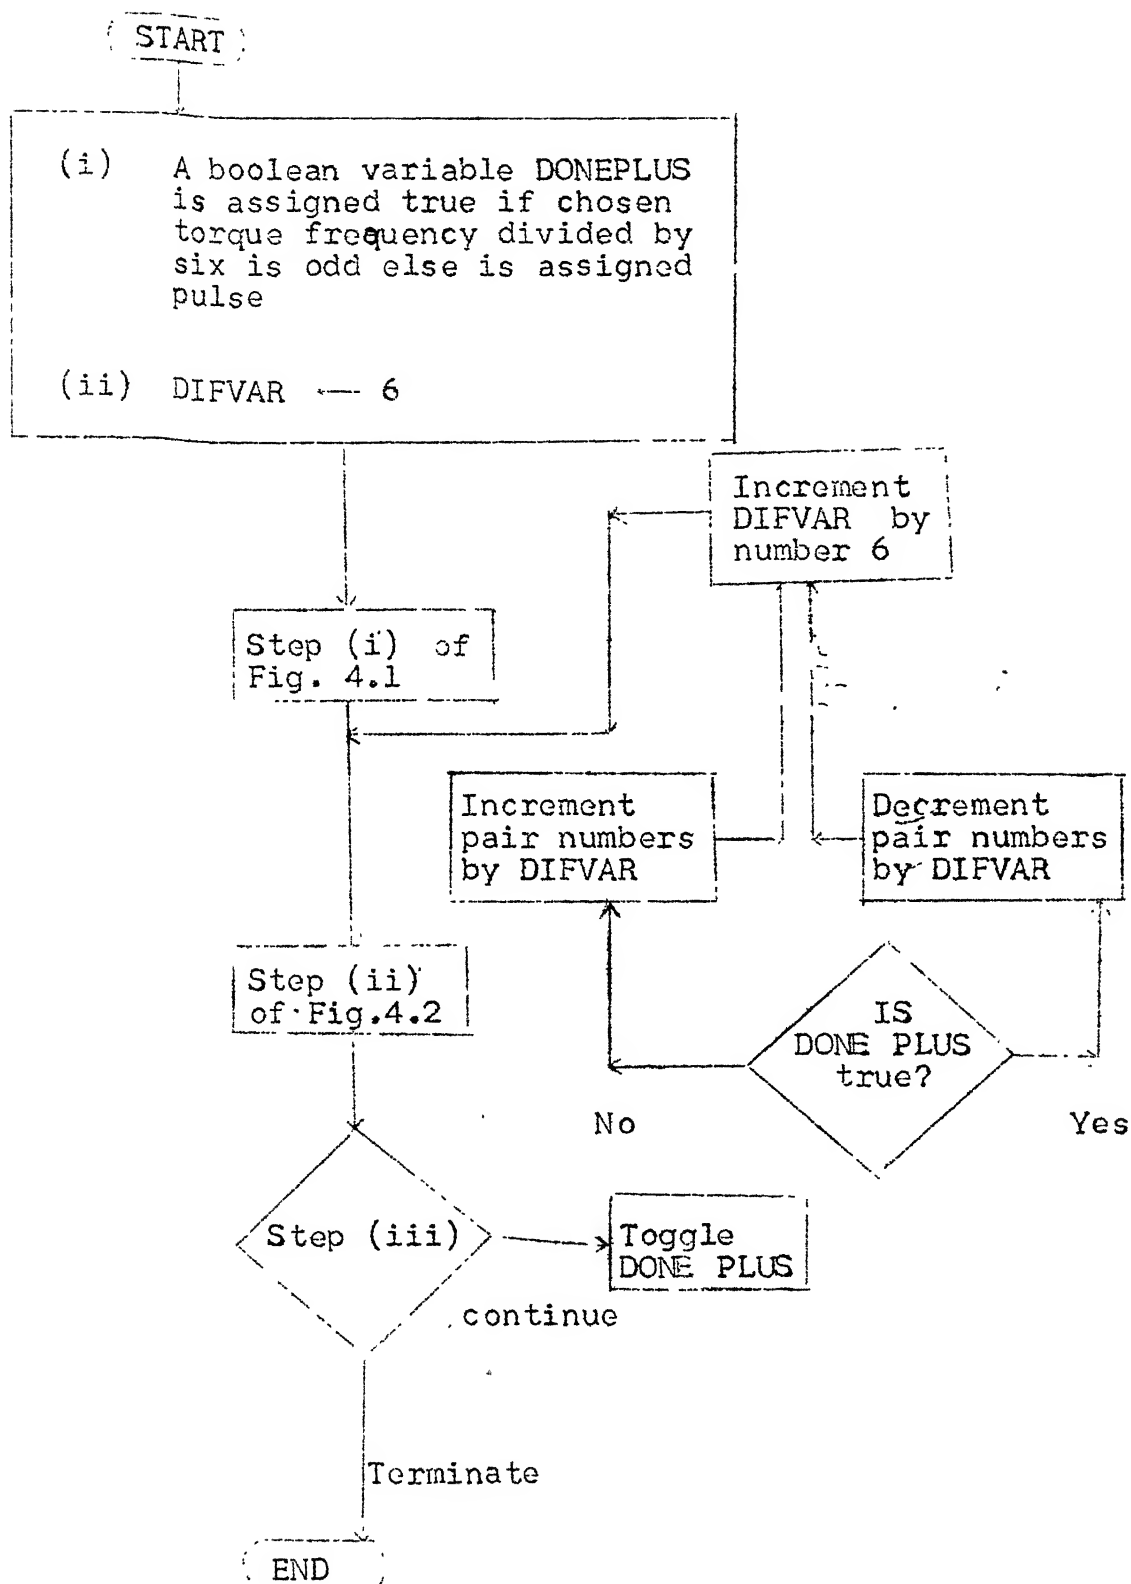 START
(i) A boolean variable DONEPLUS
is assigned true if chosen
torque frequency divided by
six is odd else is assigned
pulse
(ii) DIFVAR ← 6
Increment
DIFVAR by
number 6
Step (i) of
Fig. 4.1
Increment
pair numbers
by DIFVAR
Decrement
pair numbers
by DIFVAR
Step (ii)
of Fig.4.2
IS
DONE PLUS
true?
No
Yes
Step (iii)
Toggle
DONE PLUS
continue
Terminate
END